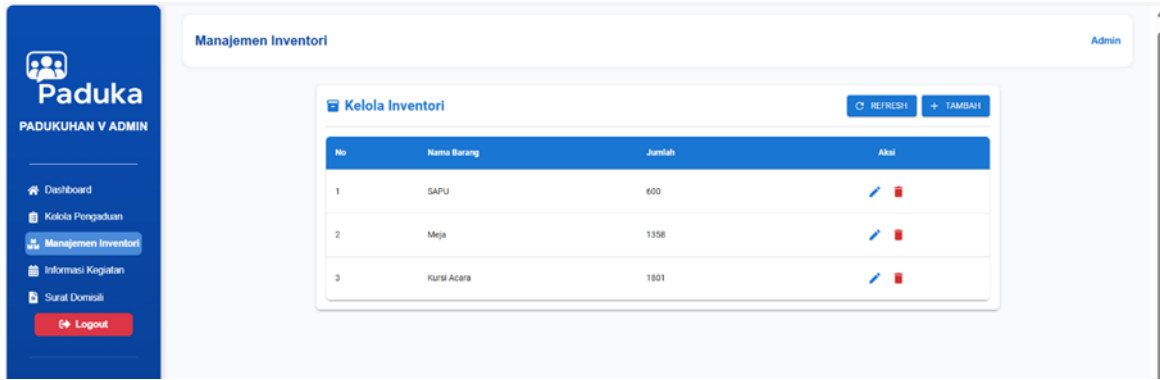 Paduka
PADUKUHAN V ADMIN
Dashboard
Kelola Pengaduan
Manajemen Inventori
Informasi Kegiatan
Surat Domisili
Logout
Manajemen Inventori Admin
Kelola Inventori REFRESH + TAMBAH
No Nama Barang Jumlah Aksi
1 SAPU 600
2 Meja 1358
3 Kursi Acara 1801